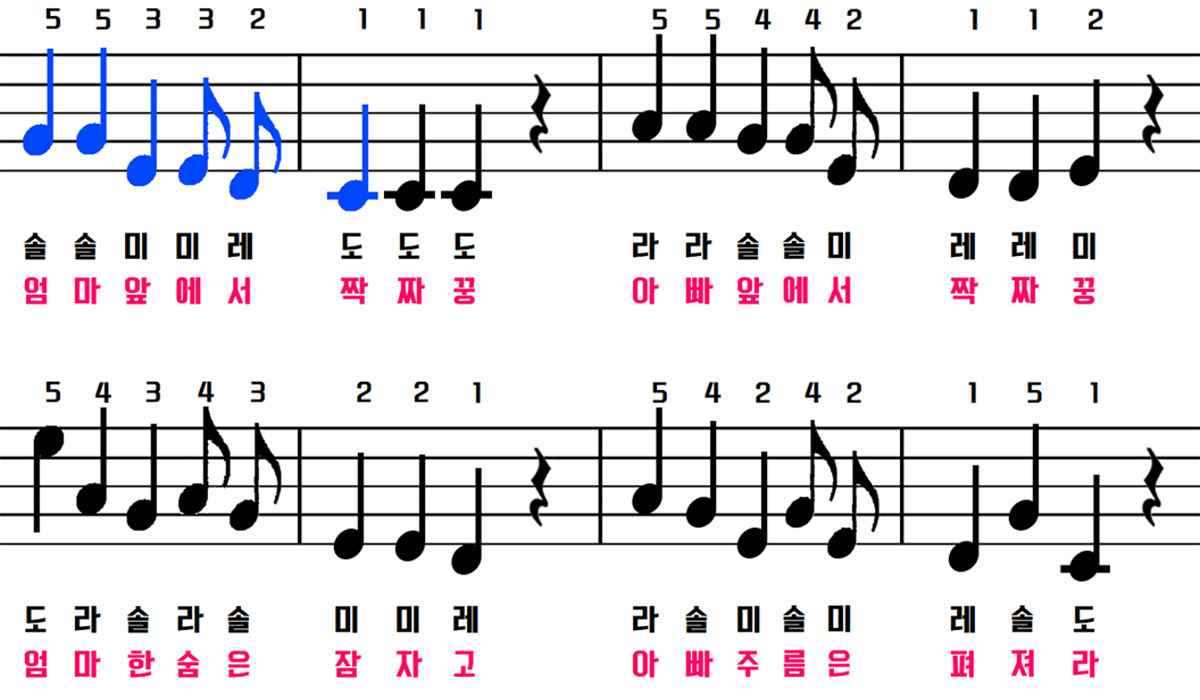 5 5 3 3 2 1 1 1 5 5 4 4 2 1 1 2
솔 솔 미 미 레 도 도 도 라 라 솔 솔 미 레 레 미
엄 마 앞 에 서 짝 짜 꿍 아 빠 앞 에 서 짝 짜 꿍
5 4 3 4 3 2 2 1 5 4 2 4 2 1 5 1
도 라 솔 라 솔 미 미 레 라 솔 미 솔 미 레 솔 도
엄 마 한 숨 은 잠 자 고 아 빠 주 름 은 펴 져 라